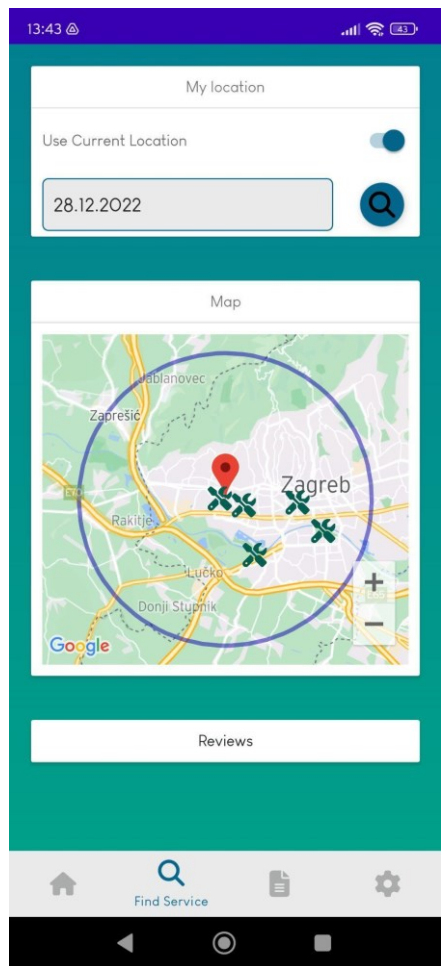 13:43
43
My location
Use Current Location
28.12.2022
Map
Jablanovec
Zaprešić
Zagreb
Rakitje
Lučko
Donji Stupnik
+
−
Google
Reviews
Find Service